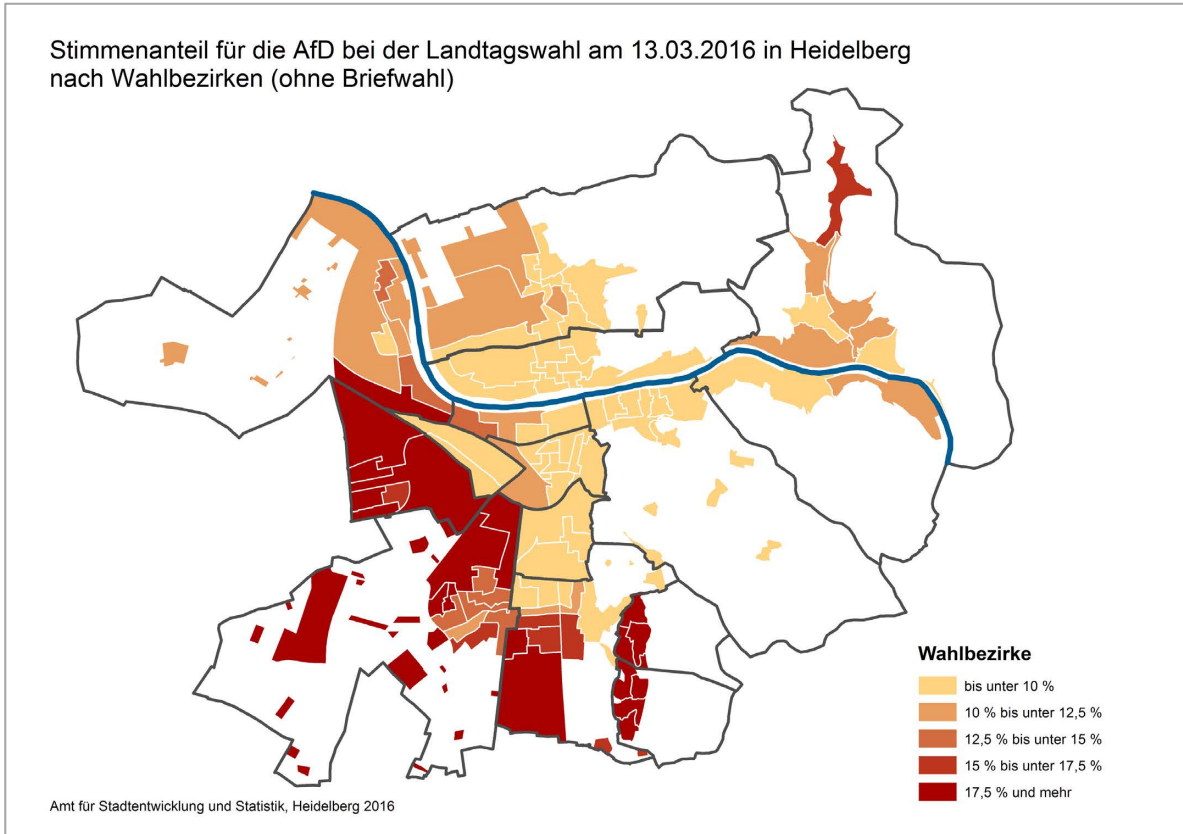 Stimmenanteil für die AfD bei der Landtagswahl am 13.03.2016 in Heidelberg
nach Wahlbezirken (ohne Briefwahl)
Wahlbezirke
bis unter 10 %
10 % bis unter 12,5 %
12,5 % bis unter 15 %
15 % bis unter 17,5 %
17,5 % und mehr
Amt für Stadtentwicklung und Statistik, Heidelberg 2016